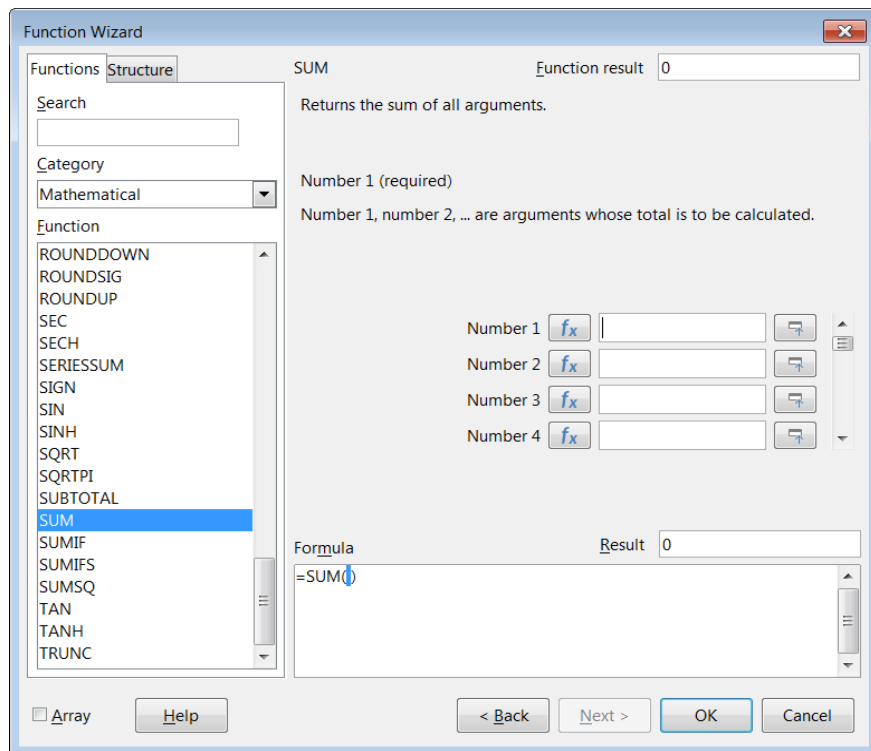 Function Wizard
Functions Structure
SUM Function result 0
Search
Returns the sum of all arguments.
Category
Mathematical
Number 1 (required)
Number 1, number 2, ... are arguments whose total is to be calculated.
Function
ROUNDDOWN
ROUNDSIG
ROUNDUP
SEC
SECH
SERIESSUM
SIGN
SIN
SINH
SQRT
SQRTPI
SUBTOTAL
SUM
SUMIF
SUMIFS
SUMSQ
TAN
TANH
TRUNC
Number 1 fx
Number 2 fx
Number 3 fx
Number 4 fx
Formula Result 0
=SUM()
Array Help < Back Next > OK Cancel